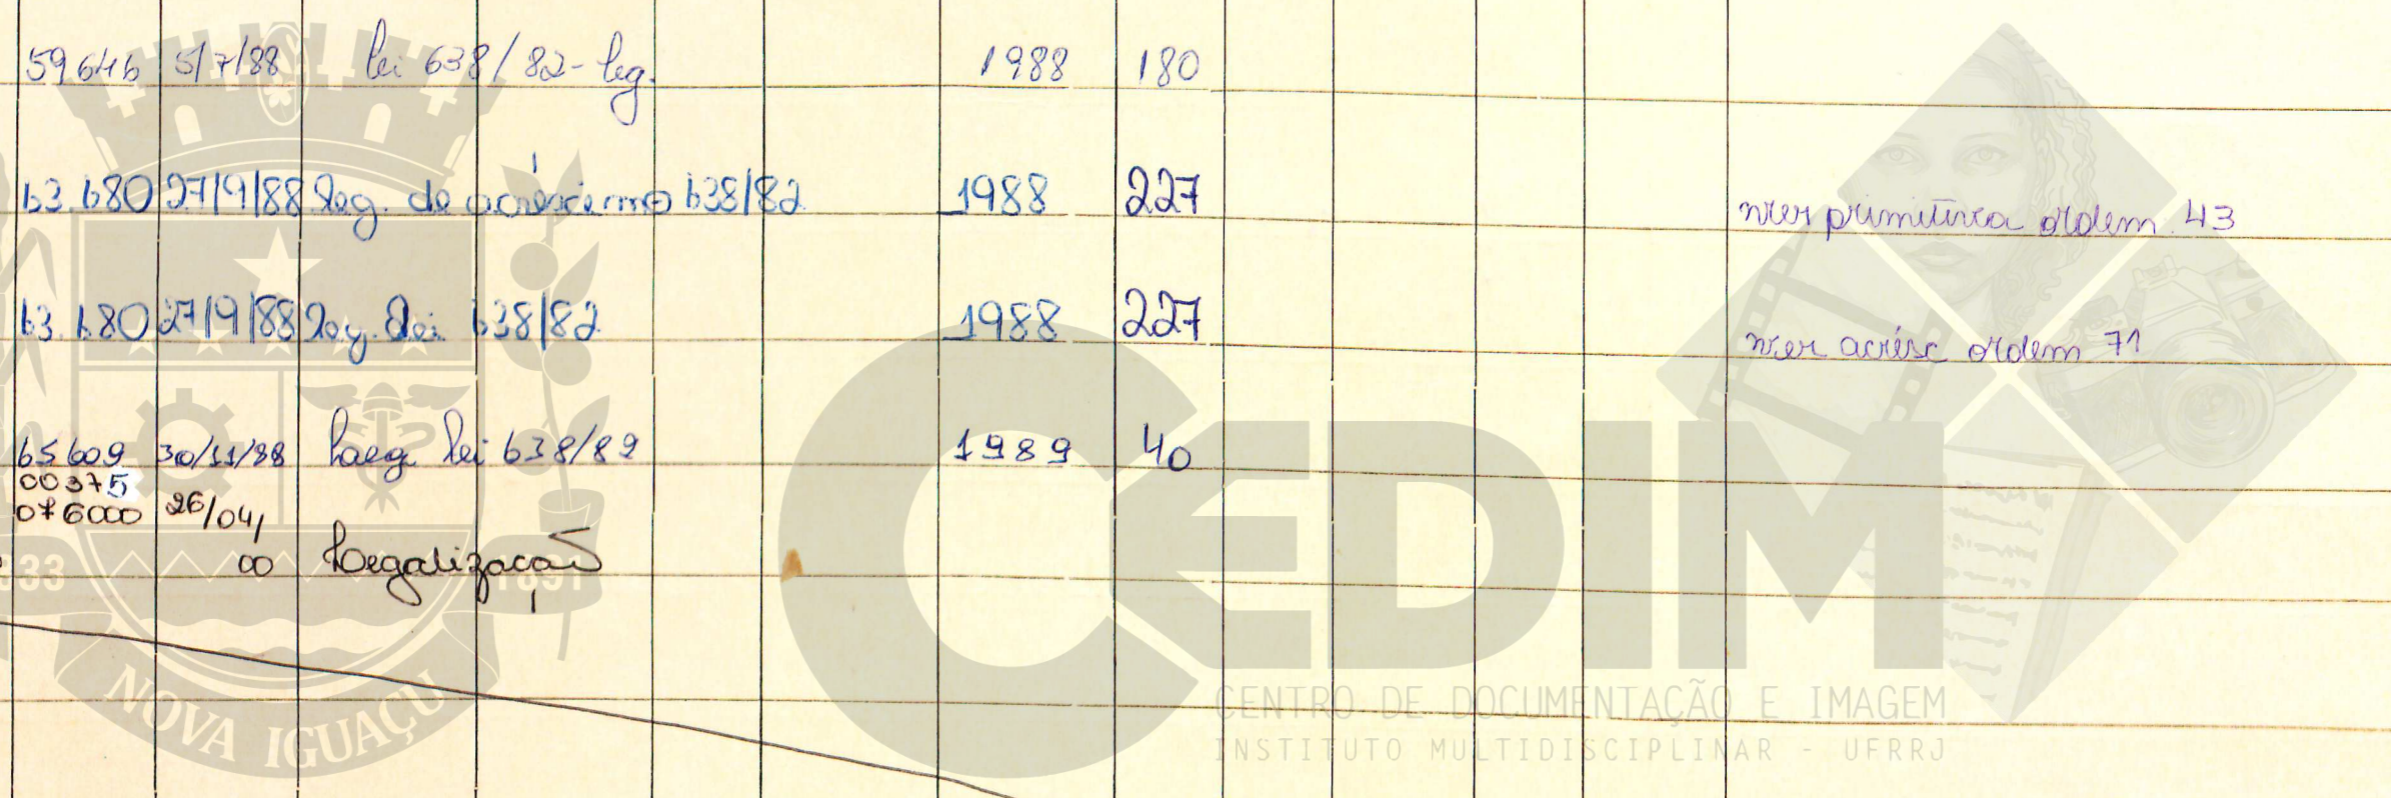 59646 5/7/88 lei 638/82 - leg. 1988 180
63.680 27/9/88 leg. de acréscimo 638/82 1988 227
ver primitiva ordem 43
63.680 27/9/88 leg. lei 638/82 1988 227
ver acrésc ordem 71
65609 30/11/88 leg lei 638/89 1989 40
00375
076000 26/04/
00 Legalização
1891
NOVA IGUAÇU
CEDIM
CENTRO DE DOCUMENTAÇÃO E IMAGEM
INSTITUTO MULTIDISCIPLINAR - UFRRJ